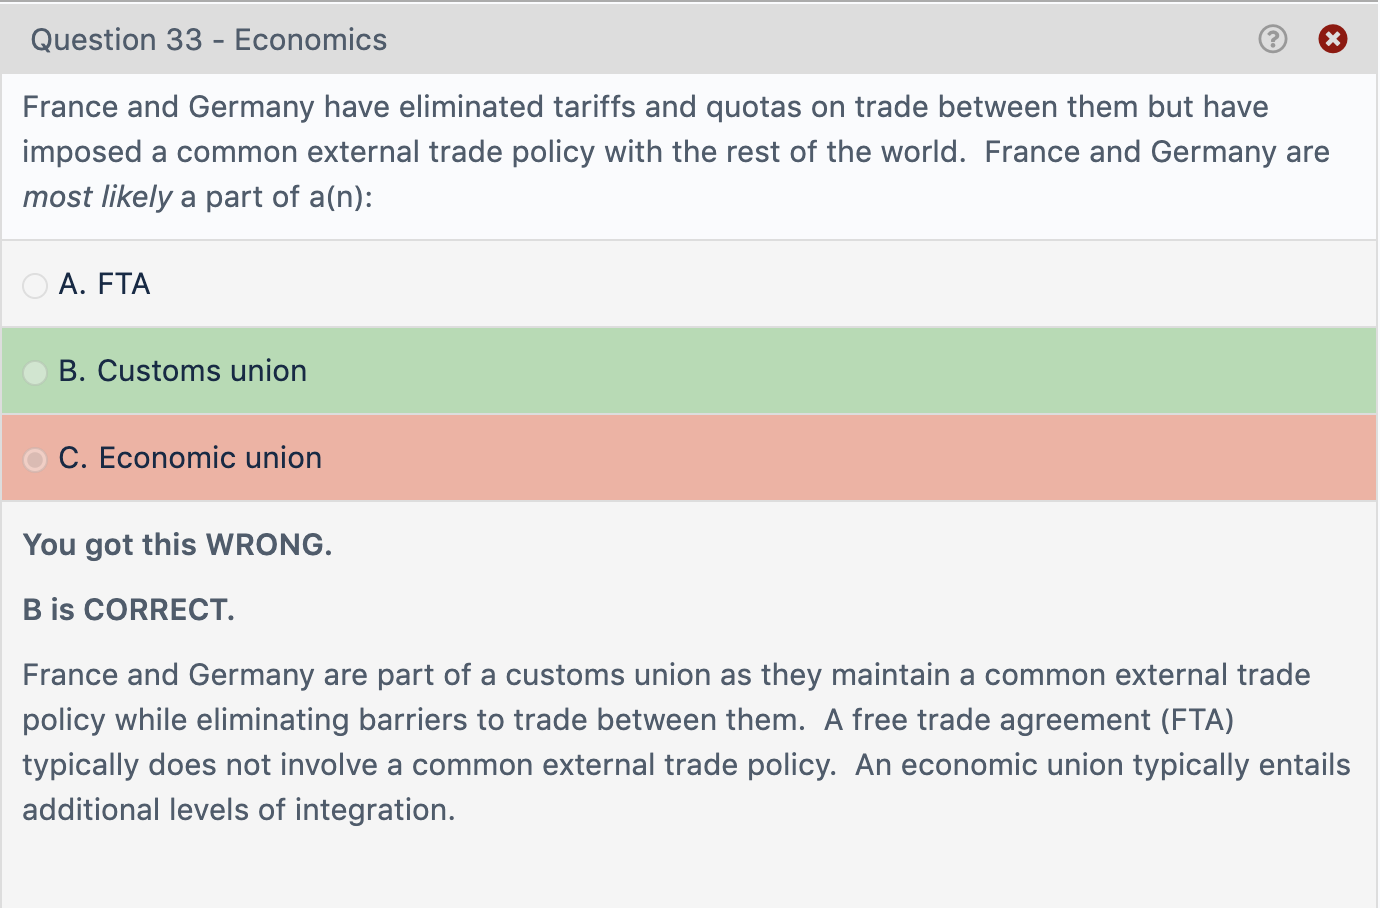 Question 33 - Economics
France and Germany have eliminated tariffs and quotas on trade between them but have
imposed a common external trade policy with the rest of the world.  France and Germany are
most likely a part of a(n):
A. FTA
B. Customs union
C. Economic union
You got this WRONG.
B is CORRECT.
France and Germany are part of a customs union as they maintain a common external trade
policy while eliminating barriers to trade between them.  A free trade agreement (FTA)
typically does not involve a common external trade policy.  An economic union typically entails
additional levels of integration.